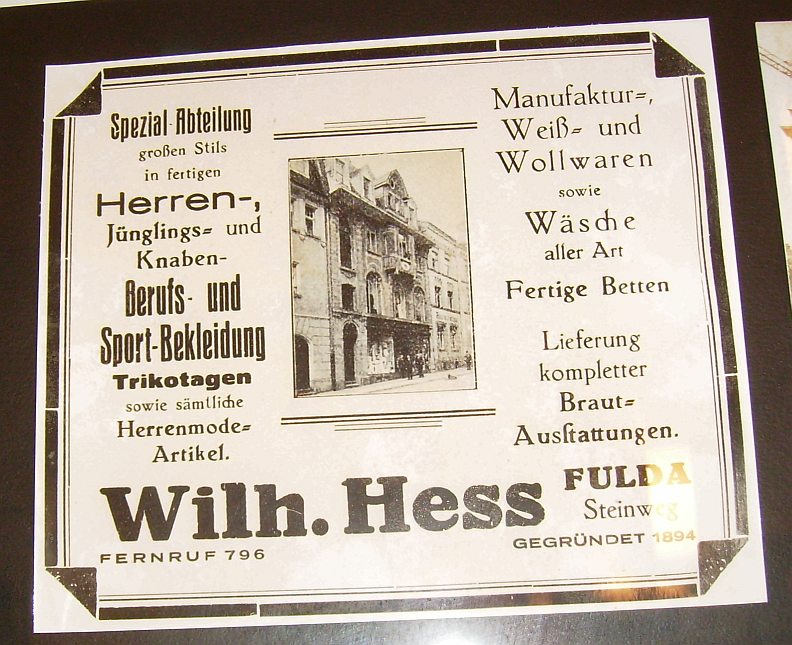 Spezial-Abteilung
großen Stils
in fertigen
Herren-,
Jünglings= und
Knaben-
Berufs- und
Sport-Bekleidung
Trikotagen
sowie sämtliche
Herrenmode=
Artikel.
Manufaktur=,
Weiß= und
Wollwaren
sowie
Wäsche
aller Art
Fertige Betten
Lieferung
kompletter
Braut=
Ausstattungen.
Wilh. Hess
FULDA
Steinweg
FERNRUF 796
GEGRÜNDET 1894